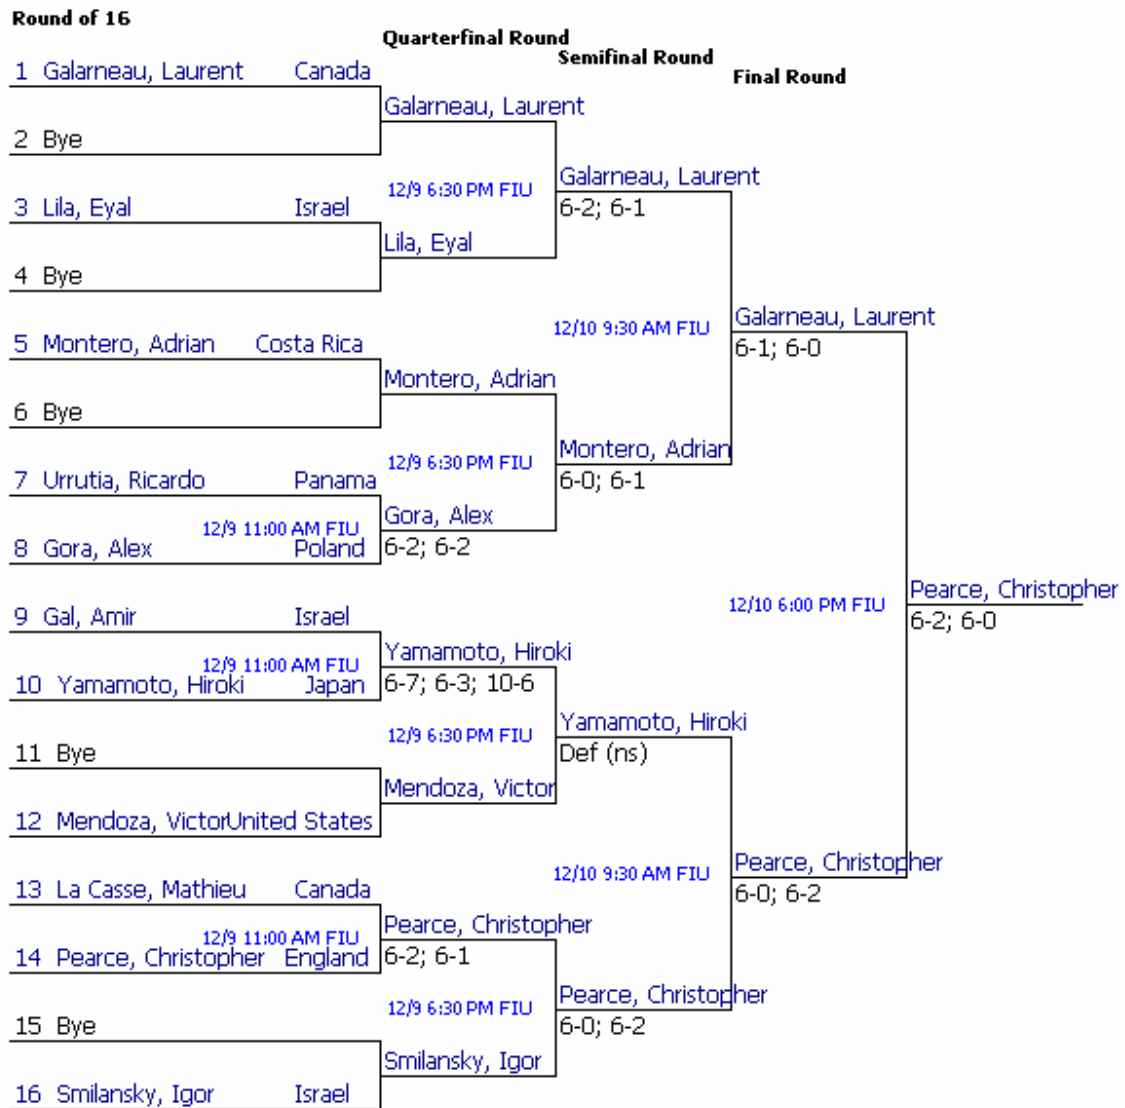 Round of 16
Quarterfinal Round
Semifinal Round
Final Round
1 Galarneau, Laurent Canada
Galarneau, Laurent
2 Bye
12/9 6:30 PM FIU
Galarneau, Laurent
6-2; 6-1
3 Lila, Eyal Israel
Lila, Eyal
4 Bye
12/10 9:30 AM FIU
Galarneau, Laurent
6-1; 6-0
5 Montero, Adrian Costa Rica
Montero, Adrian
6 Bye
12/9 6:30 PM FIU
Montero, Adrian
6-0; 6-1
7 Urrutia, Ricardo Panama
12/9 11:00 AM FIU
Gora, Alex
6-2; 6-2
8 Gora, Alex Poland
12/10 6:00 PM FIU
Pearce, Christopher
6-2; 6-0
9 Gal, Amir Israel
12/9 11:00 AM FIU
Yamamoto, Hiroki
6-7; 6-3; 10-6
10 Yamamoto, Hiroki Japan
12/9 6:30 PM FIU
Yamamoto, Hiroki
Def (ns)
11 Bye
Mendoza, Victor
12 Mendoza, Victor United States
12/10 9:30 AM FIU
Pearce, Christopher
6-0; 6-2
13 La Casse, Mathieu Canada
12/9 11:00 AM FIU
Pearce, Christopher
6-2; 6-1
14 Pearce, Christopher England
12/9 6:30 PM FIU
Pearce, Christopher
6-0; 6-2
15 Bye
Smilansky, Igor
16 Smilansky, Igor Israel